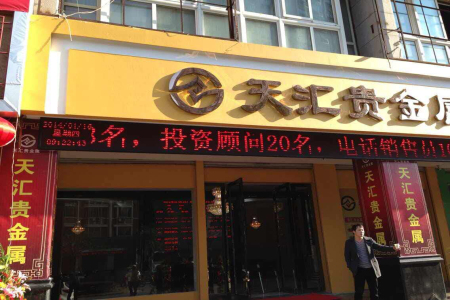 天汇贵金属
2014/01/16
星期四
09:22:43
名，投资顾问20名，电话销售员1
天汇贵金属
天汇贵金属